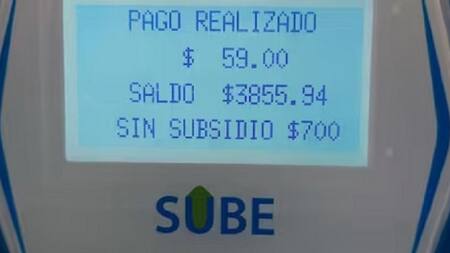 PAGO REALIZADO
$ 59.00
SALDO $3855.94
SIN SUBSIDIO $700
SUBE